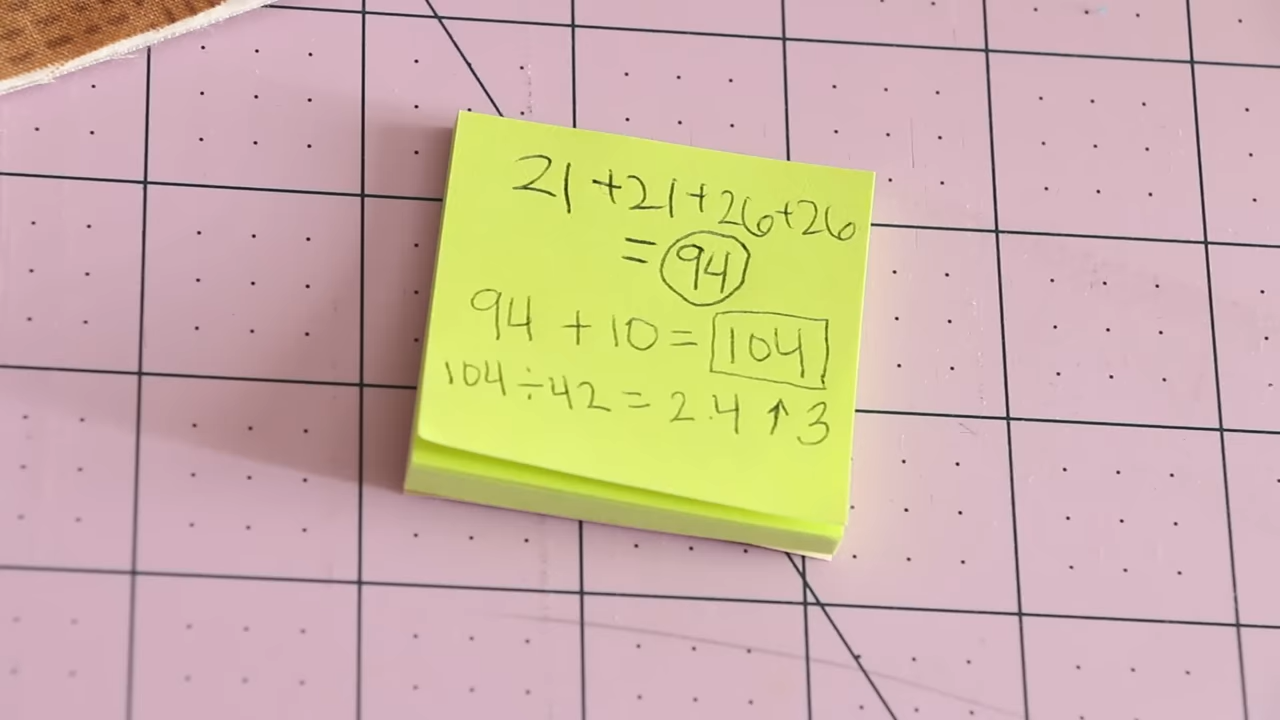 21+21+26+26
=94
94 + 10 = 104
104÷42 = 2.4 ↑3